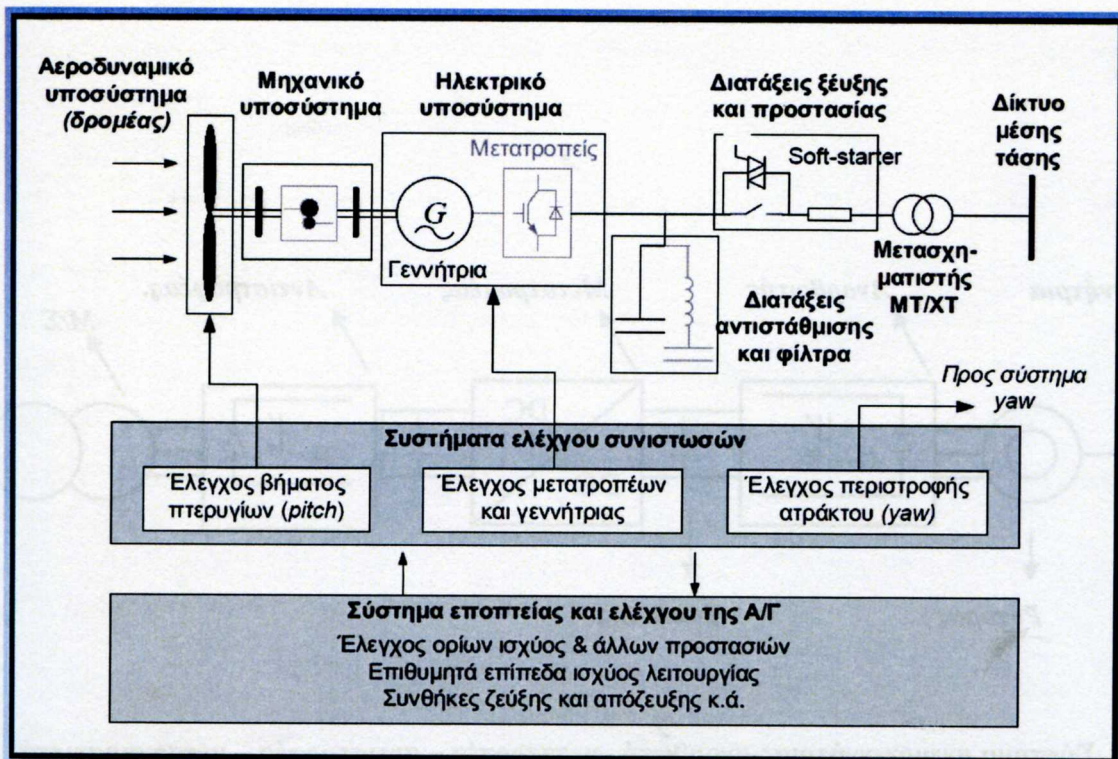 Αεροδυναμικό
υποσύστημα
(δρομέας)
Μηχανικό
υποσύστημα
Ηλεκτρικό
υποσύστημα
Διατάξεις ξέυξης
και προστασίας
Δίκτυο
μέσης
τάσης
Μετατροπείς
Soft-starter
G
Γεννήτρια
Μετασχη-
ματιστής
ΜΤ/ΧΤ
Διατάξεις
αντιστάθμισης
και φίλτρα
Προς σύστημα
yaw
Συστήματα ελέχγου συνιστωσών
Έλεγχος βήματος
πτερυγίων (pitch)
Έλεγχος μετατροπέων
και γεννήτριας
Έλεγχος περιστροφής
ατράκτου (yaw)
Σύστημα εποπτείας και ελέχγου της Α/Γ
Έλεγχος ορίων ισχύος & άλλων προστασιών
Επιθυμητά επίπεδα ισχύος λειτουργίας
Συνθήκες ζεύξης και απόζευξης κ.ά.